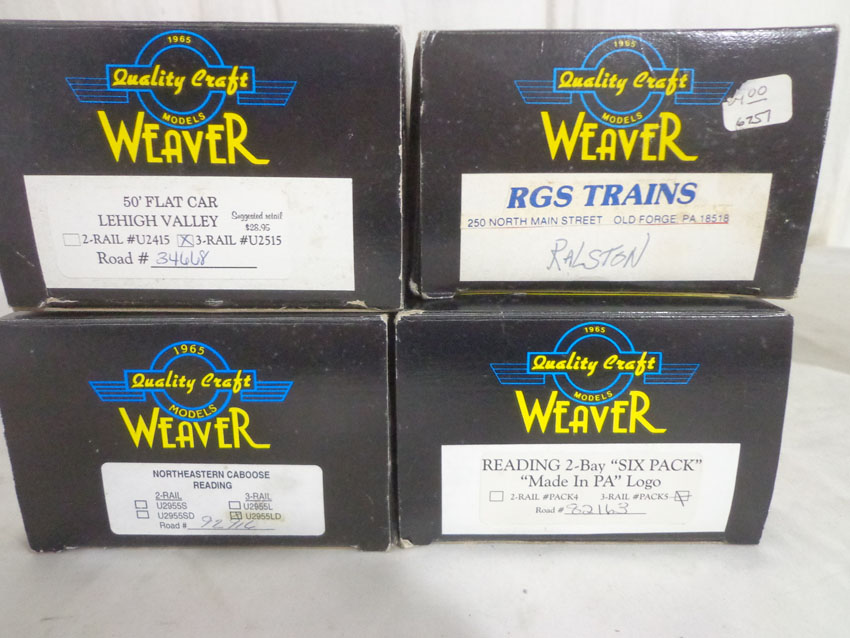 1965
Quality Craft
MODELS
WEAVER
50' FLAT CAR
LEHIGH VALLEY
Suggested retail
$28.95
2-RAIL #U2415 X 3-RAIL #U2515
Road # 34668
1965
Quality Craft
MODELS
WEAVER
00
6257
RGS TRAINS
250 NORTH MAIN STREET OLD FORGE, PA. 18518
RALSTON
1965
Quality Craft
MODELS
WEAVER
NORTHEASTERN CABOOSE
READING
2-RAIL 3-RAIL
U2955S U2955L
U2955SD U2955LD
Road #
1965
Quality Craft
MODELS
WEAVER
READING 2-Bay "SIX PACK"
"Made In PA" Logo
2-RAIL #PACK4 3-RAIL #PACK5
Road # 82163